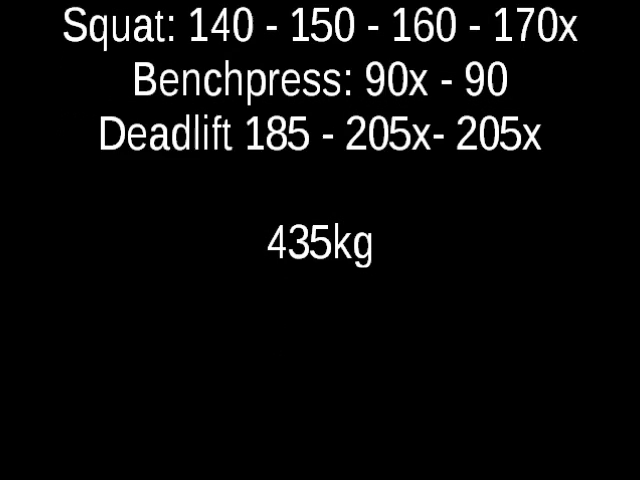 Squat: 140 - 150 - 160 - 170x
Benchpress: 90x - 90
Deadlift 185 - 205x- 205x
435kg